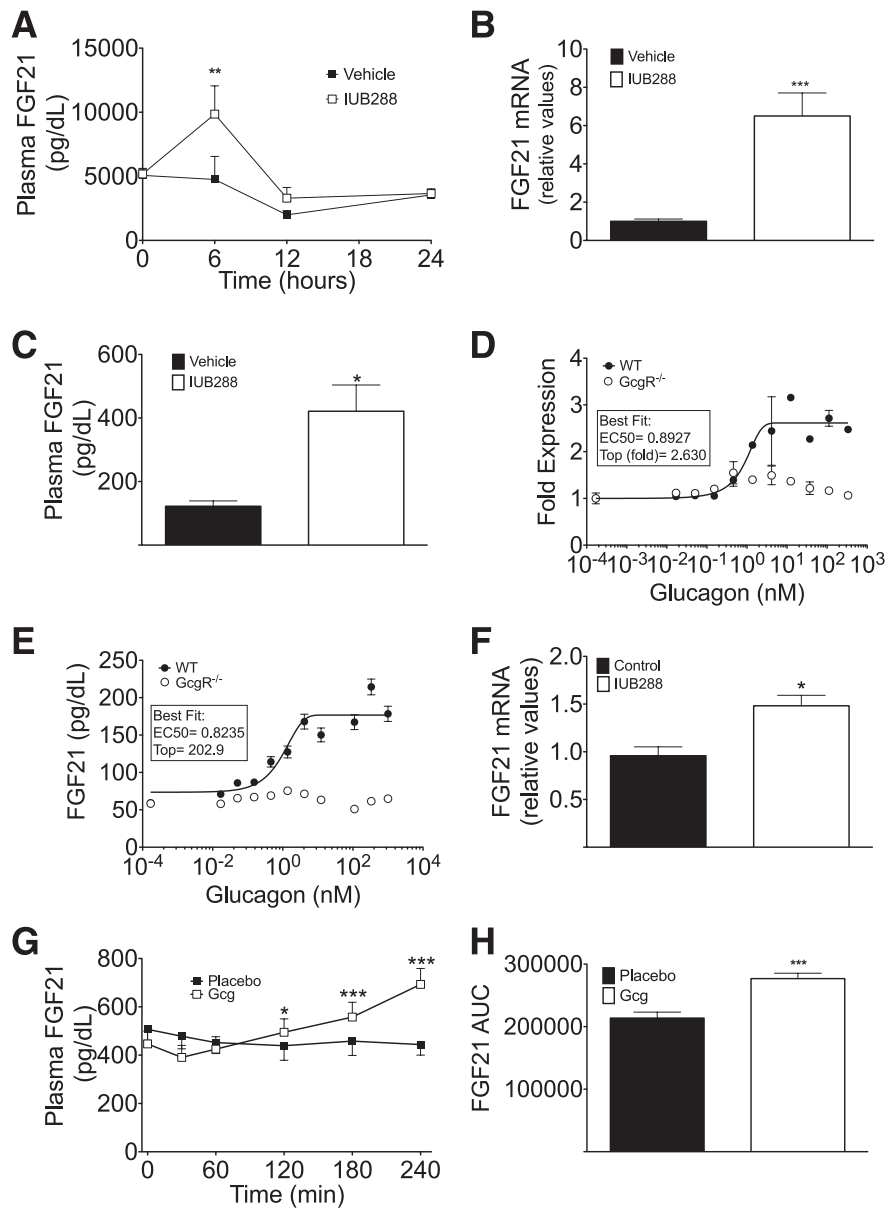 A
Plasma FGF21
(pg/dL)
15000
10000
5000
0
**
Vehicle
IUB288
0 6 12 18 24
Time (hours)
B
FGF21 mRNA
(relative values)
10
8
6
4
2
0
Vehicle
IUB288
***
C
Plasma FGF21
(pg/dL)
600
400
200
Vehicle
IUB288
*
D
Fold Expression
4
3
2
1
0
WT
GcgR-/-
Best Fit:
EC50= 0.8927
Top (fold)= 2.630
10-4 10-3 10-2 10-1 100 101 102 103
Glucagon (nM)
E
FGF21 (pg/dL)
250
200
150
100
50
0
WT
GcgR-/-
Best Fit:
EC50= 0.8235
Top= 202.9
10-4 10-2 100 102 104
Glucagon (nM)
F
FGF21 mRNA
(relative values)
2.0
1.5
1.0
0.5
Control
IUB288
*
G
Plasma FGF21
(pg/dL)
800
600
400
200
0
Placebo
Gcg
* *** ***
0 60 120 180 240
Time (min)
H
FGF21 AUC
300000
200000
100000
Placebo
Gcg
***